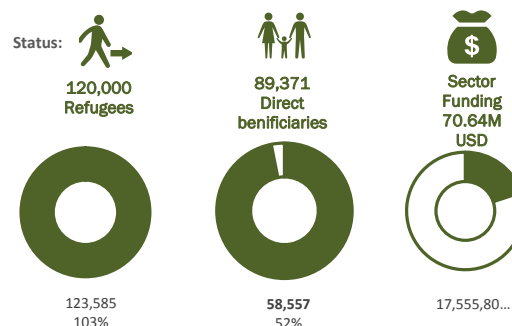 Status:
120,000
Refugees
89,371
Direct
benificiaries
$
Sector
Funding
70.64M
USD
123,585
103%
58,557
52%
17,555,80...